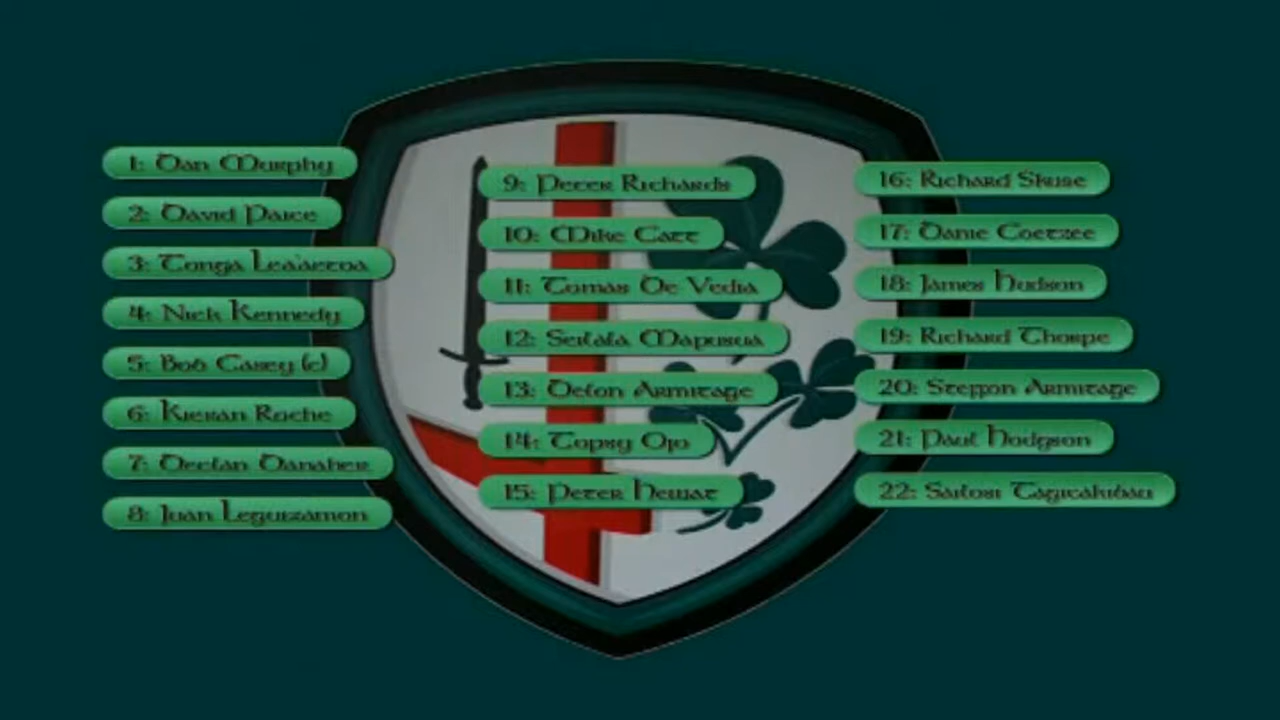 1: Dan Murphy
2: David Paice
3: Tonga Lea'aetoa
4: Nick Kennedy
5: Bob Casey (c)
6: Kieran Roche
7: Declan Danaher
8: Juan Leguizamon
9: Peter Richards
10: Mike Catt
11: Tomas De Vedia
12: Seilala Mapusua
13: Delon Armitage
14: Topsy Ojo
15: Peter Hewat
16: Richard Skuse
17: Danie Coetzee
18: James Hudson
19: Richard Thorpe
20: Steffon Armitage
21: Paul Hodgson
22: Sailosi Tagicakibau